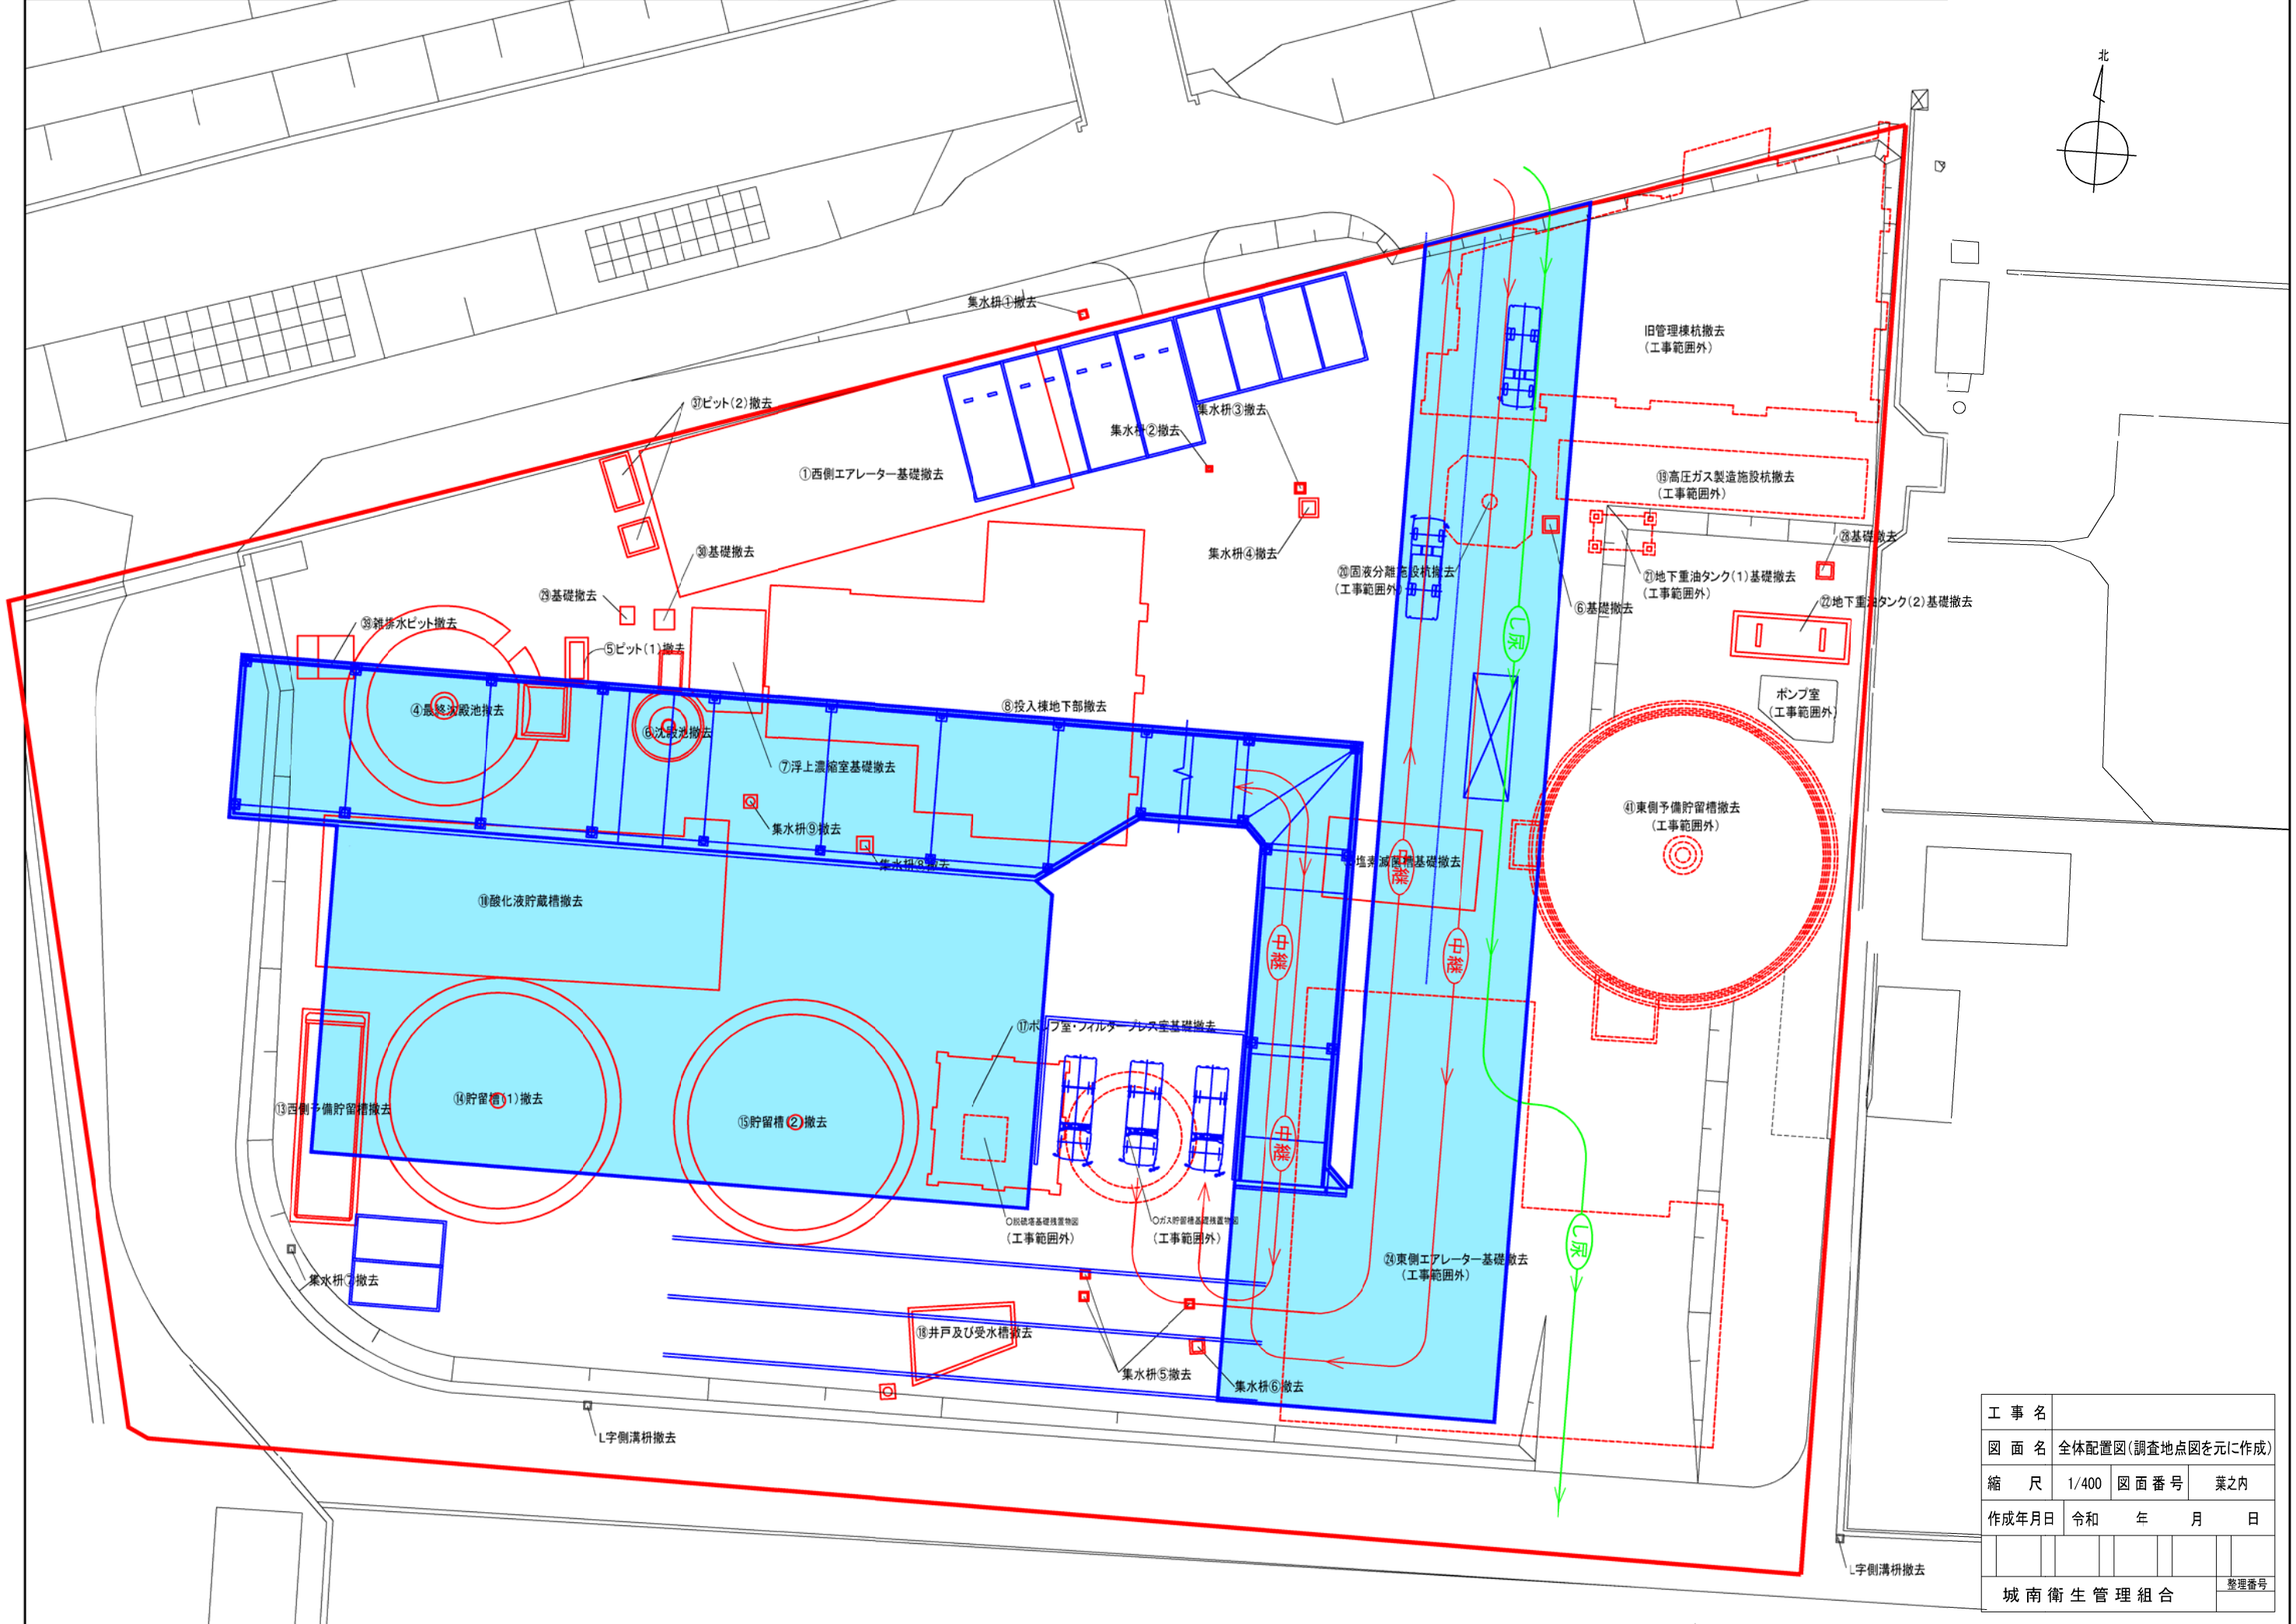 北
集水枡①撤去
旧管理棟杭撤去
(工事範囲外)
㊲ピット(2)撤去
集水枡③撤去
集水枡②撤去
①西側エアレーター基礎撤去
⑲高圧ガス製造施設杭撤去
(工事範囲外)
㉘基礎撤去
㉚基礎撤去
集水枡④撤去
⑳固液分離施設杭撤去
(工事範囲外)
㉑地下重油タンク(1)基礎撤去
(工事範囲外)
㉙基礎撤去
⑥基礎撤去
㉒地下重油タンク(2)基礎撤去
雑排水ピット撤去
し尿
⑤ピット(1)撤去
ポンプ室
(工事範囲外)
④最終沈殿池撤去
⑧投入棟地下部撤去
⑥沈殿池撤去
⑦浮上濃縮室基礎撤去
㊶東側予備貯留槽撤去
(工事範囲外)
集水枡⑨撤去
集水枡⑧撤去
塩素滅菌槽基礎撤去
中継
酸化液貯蔵槽撤去
中継
中継
⑰ポンプ室・フィルタープレス室基礎撤去
⑬西側予備貯留槽撤去
⑭貯留槽(1)撤去
⑮貯留槽(2)撤去
中継
〇脱硫塔基礎残置物図
(工事範囲外)
〇ガス貯留槽基礎残置物図
(工事範囲外)
し尿
㉔東側エアレーター基礎撤去
(工事範囲外)
集水枡⑦撤去
⑱井戸及び受水槽撤去
集水枡⑤撤去
集水枡⑥撤去
L字側溝枡撤去
L字側溝枡撤去
工事名
図面名 全体配置図(調査地点図を元に作成)
縮尺 1/400 図面番号 葉之内
作成年月日 令和 年 月 日
城南衛生管理組合 整理番号